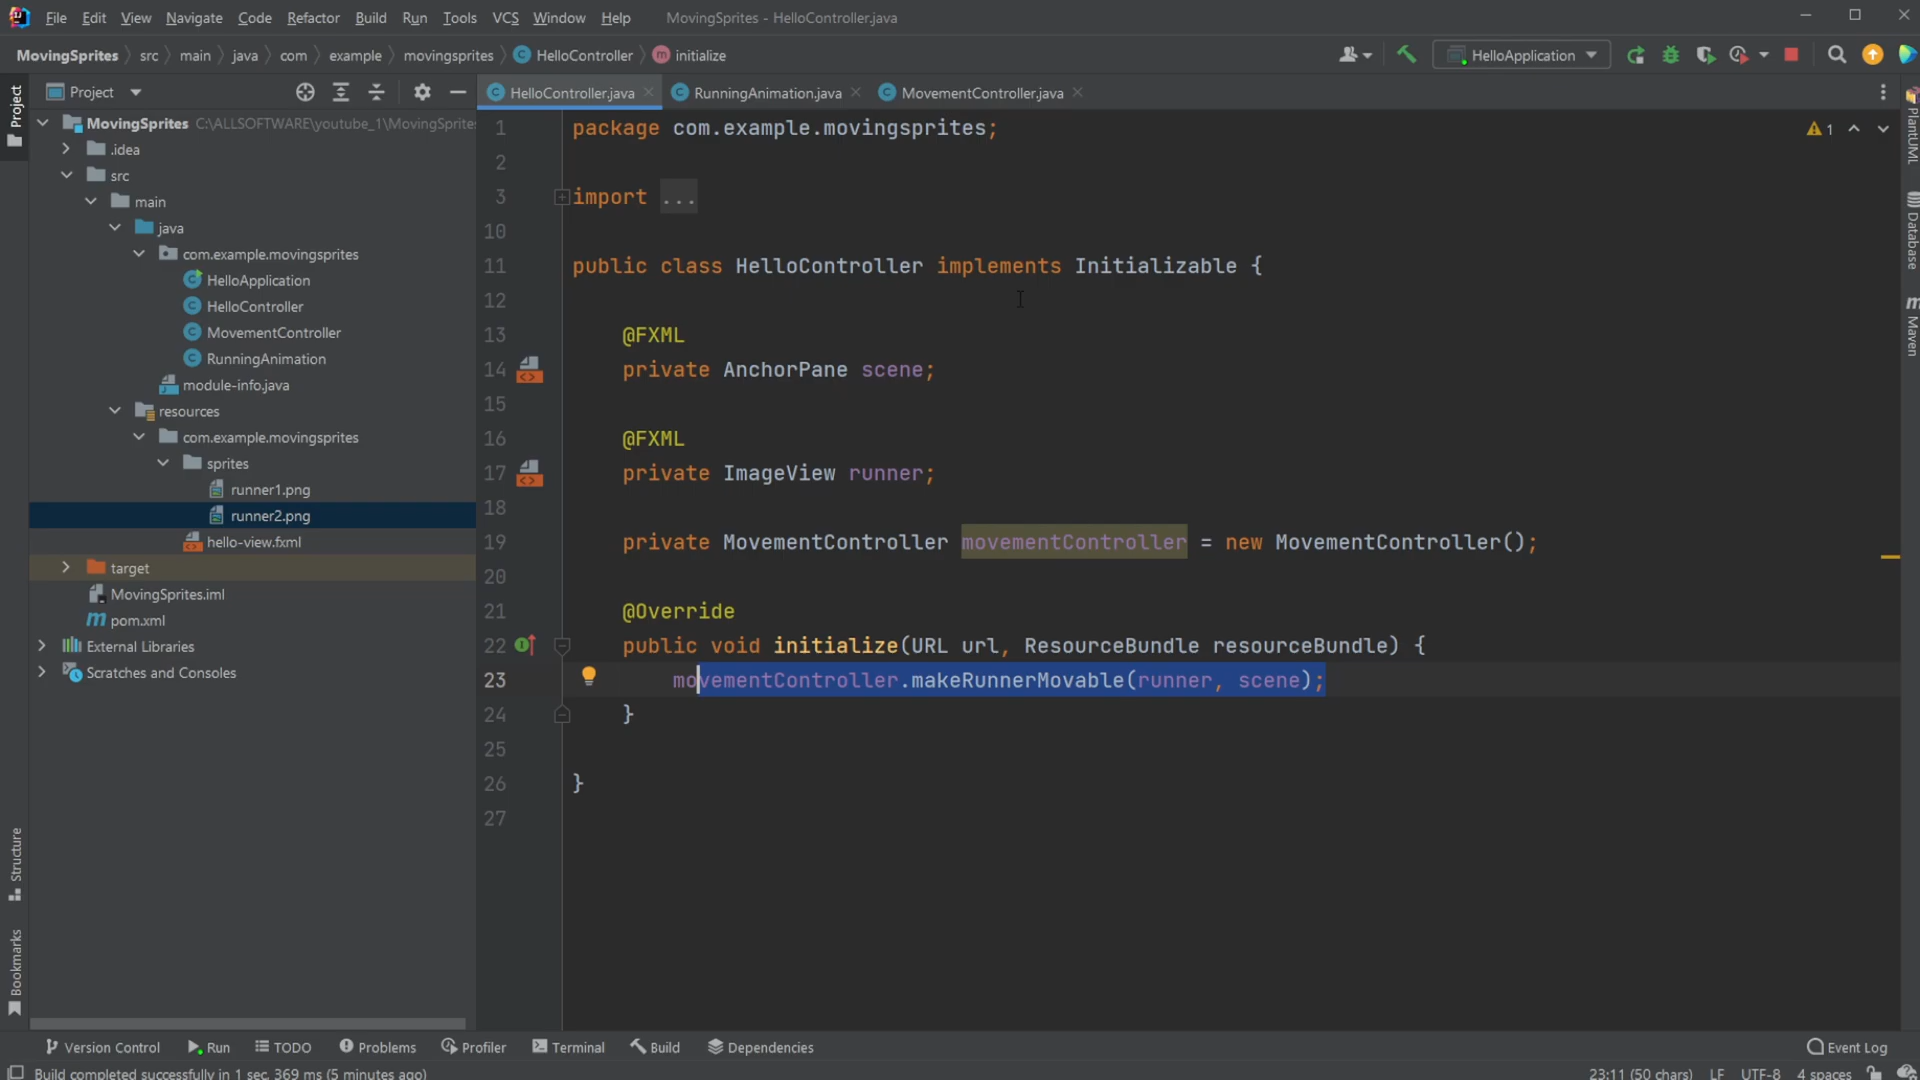 File Edit View Navigate Code Refactor Build Run Tools VCS Window Help MovingSprites - HelloController.java
MovingSprites src main java com example movingsprites HelloController initialize HelloApplication
Project
HelloController.java RunningAnimation.java MovementController.java
Project
MovingSprites C:\ALLSOFTWARE\youtube_1\MovingSprites
.idea
src
main
java
com.example.movingsprites
HelloApplication
HelloController
MovementController
RunningAnimation
module-info.java
resources
com.example.movingsprites
sprites
runner1.png
runner2.png
hello-view.fxml
target
MovingSprites.iml
pom.xml
External Libraries
Scratches and Consoles
Structure
Bookmarks
1 package com.example.movingsprites;
2
3 import ...
10
11 public class HelloController implements Initializable {
12
13 @FXML
14 private AnchorPane scene;
15
16 @FXML
17 private ImageView runner;
18
19 private MovementController movementController = new MovementController();
20
21 @Override
22 public void initialize(URL url, ResourceBundle resourceBundle) {
23 movementController.makeRunnerMovable(runner, scene);
24 }
25
26 }
27
1
PlantUML
Database
Maven
Version Control Run TODO Problems Profiler Terminal Build Dependencies Event Log
Build completed successfully in 1 sec, 369 ms (5 minutes ago) 23:11 (50 chars) LF UTF-8 4 spaces